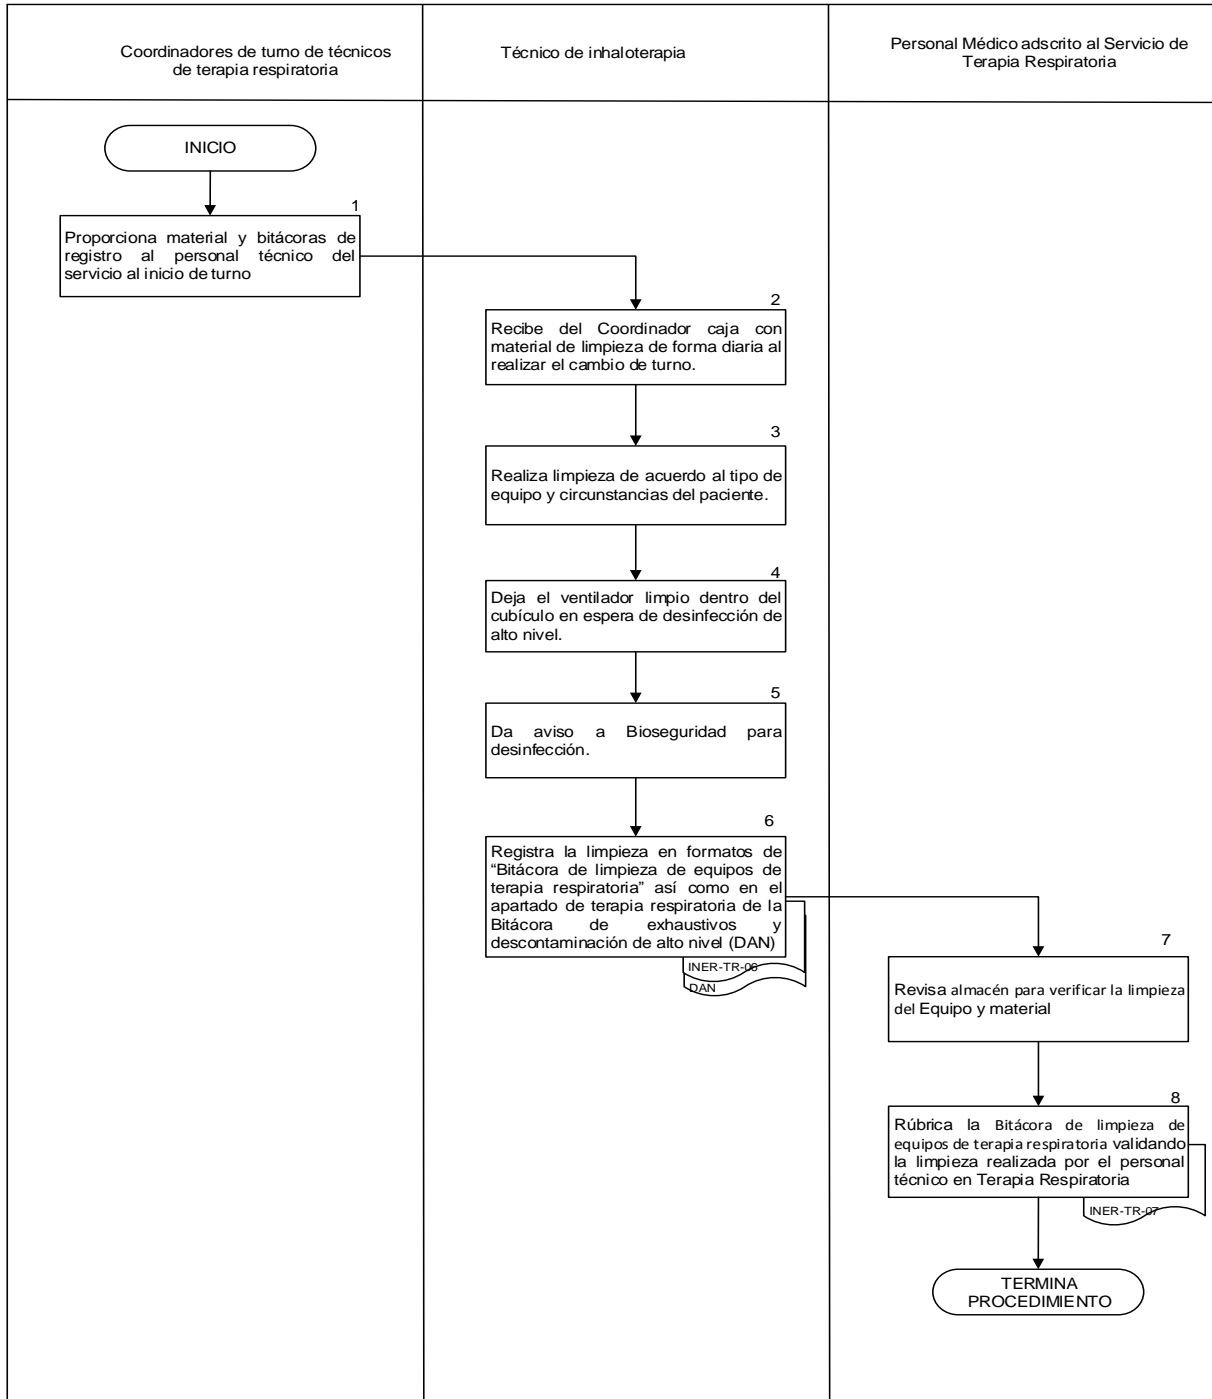 Coordinadores de turno de técnicos
de terapia respiratoria
Técnico de inhaloterapia
Personal Médico adscrito al Servicio de
Terapia Respiratoria
INICIO
1
Proporciona material y bitácoras de
registro al personal técnico del
servicio al inicio de turno
2
Recibe del Coordinador caja con
material de limpieza de forma diaria al
realizar el cambio de turno.
3
Realiza limpieza de acuerdo al tipo de
equipo y circunstancias del paciente.
4
Deja el ventilador limpio dentro del
cubículo en espera de desinfección de
alto nivel.
5
Da aviso a Bioseguridad para
desinfección.
6
Registra la limpieza en formatos de
“Bitácora de limpieza de equipos de
terapia respiratoria” así como en el
apartado de terapia respiratoria de la
Bitácora de exhaustivos y
descontaminación de alto nivel (DAN)
INER-TR-06
DAN
7
Revisa almacén para verificar la limpieza
del Equipo y material
8
Rúbrica la Bitácora de limpieza de
equipos de terapia respiratoria validando
la limpieza realizada por el personal
técnico en Terapia Respiratoria
INER-TR-07
TERMINA
PROCEDIMIENTO